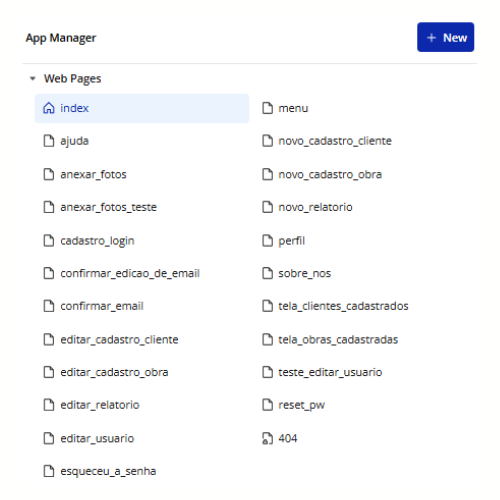 App Manager
+ New
Web Pages
index
ajuda
anexar_fotos
anexar_fotos_teste
cadastro_login
confirmar_edicao_de_email
confirmar_email
editar_cadastro_cliente
editar_cadastro_obra
editar_relatorio
editar_usuario
esqueceu_a_senha
menu
novo_cadastro_cliente
novo_cadastro_obra
novo_relatorio
perfil
sobre_nos
tela_clientes_cadastrados
tela_obras_cadastradas
teste_editar_usuario
reset_pw
404